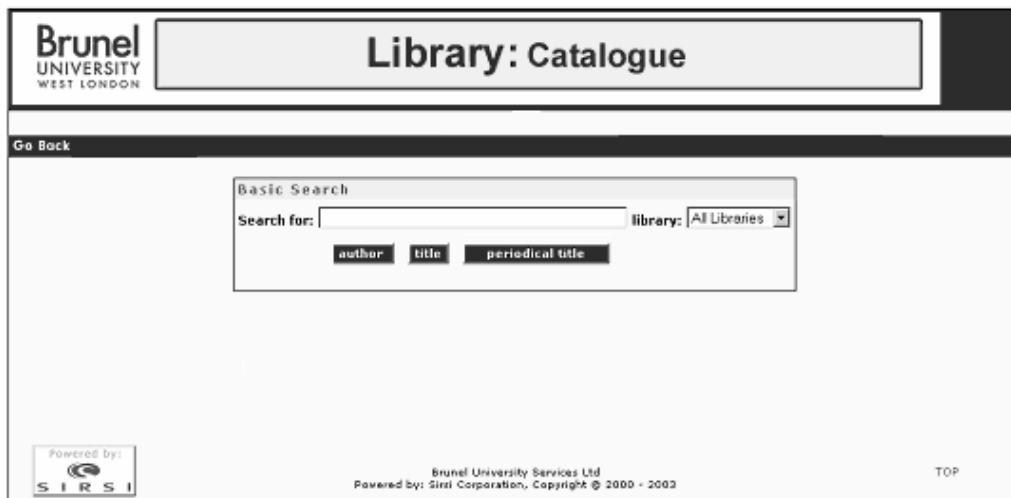 Brunel
UNIVERSITY
WEST LONDON
Library: Catalogue
Go Back
Basic Search
Search for: library: All Libraries
author title periodical title
Powered by:
SIRSI
Brunel University Services Ltd
Powered by: Sirsi Corporation, Copyright © 2000 - 2003
TOP